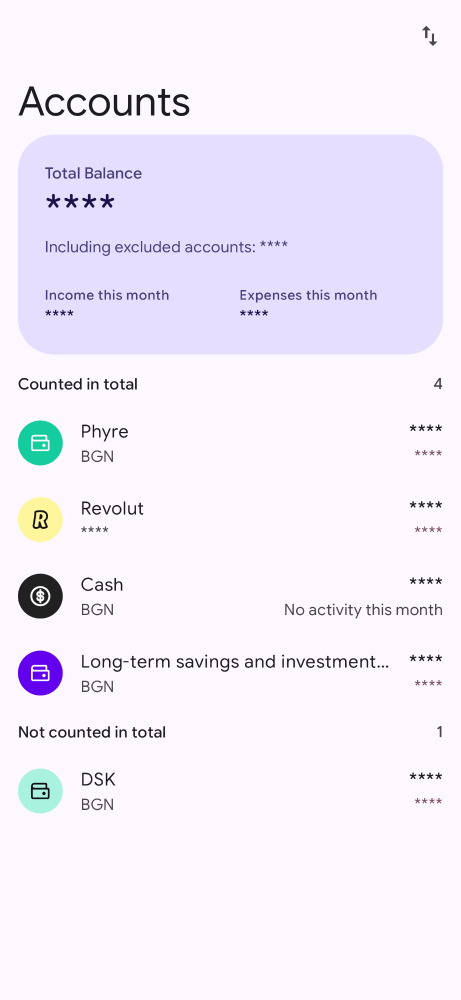 Accounts
Total Balance
****
Including excluded accounts: ****
Income this month
****
Expenses this month
****
Counted in total 4
Phyre ****
BGN ****
Revolut ****
**** ****
Cash ****
BGN No activity this month
Long-term savings and investment... ****
BGN ****
Not counted in total 1
DSK ****
BGN ****